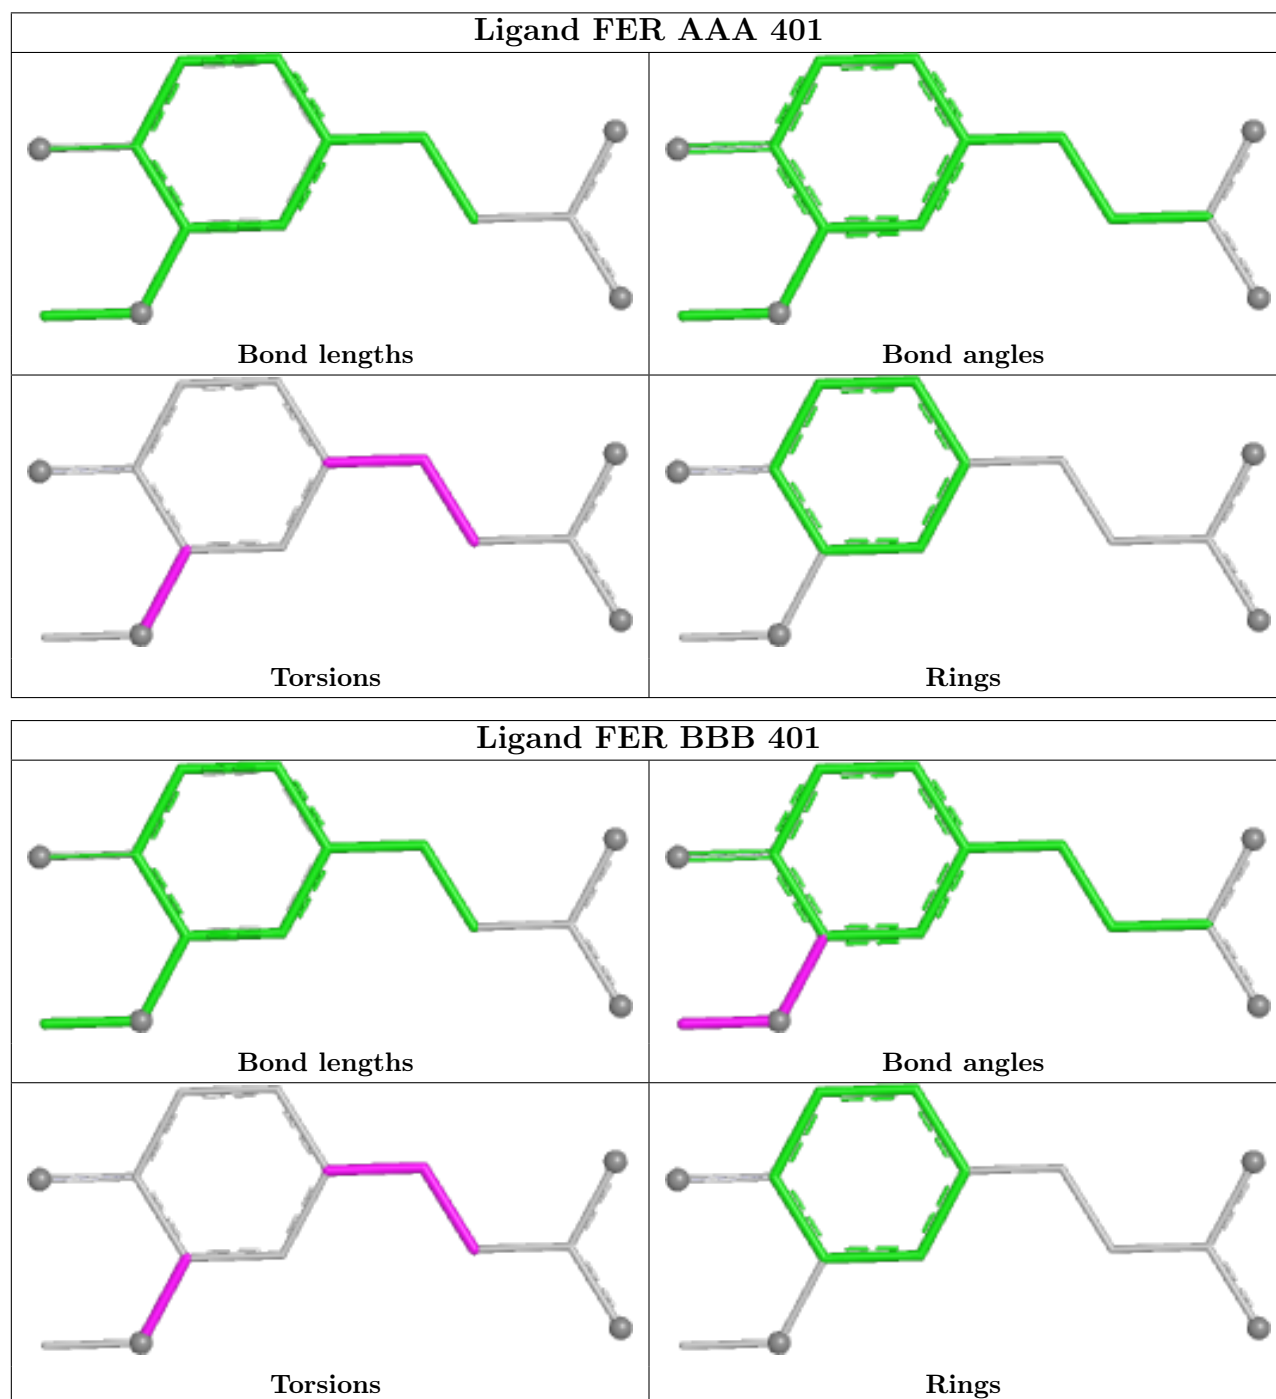 Ligand FER AAA 401
Bond lengths
Bond angles
Torsions
Rings
Ligand FER BBB 401
Bond lengths
Bond angles
Torsions
Rings